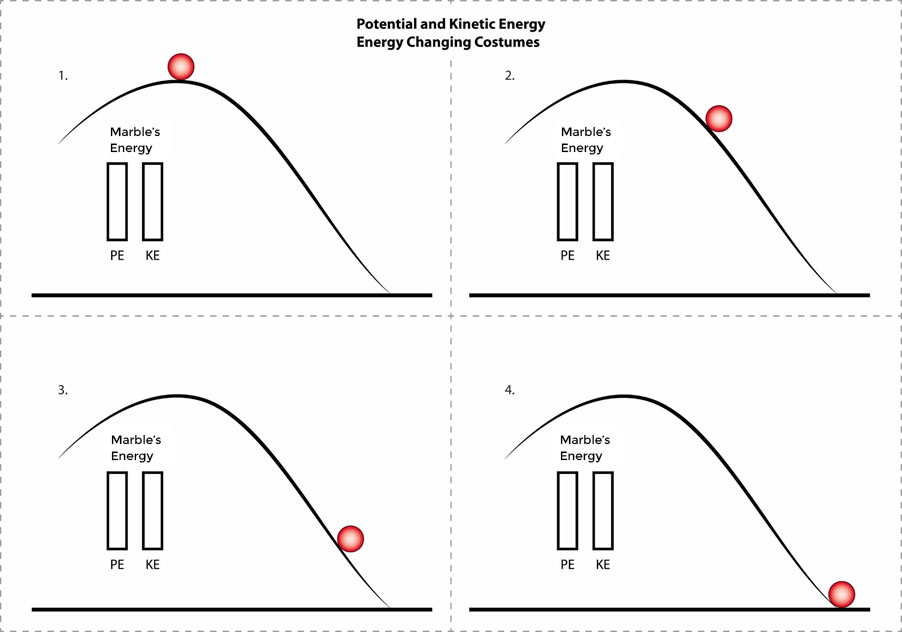 Potential and Kinetic Energy
Energy Changing Costumes
1.
Marble's
Energy
PE KE
2.
Marble's
Energy
PE KE
3.
Marble's
Energy
PE KE
4.
Marble's
Energy
PE KE